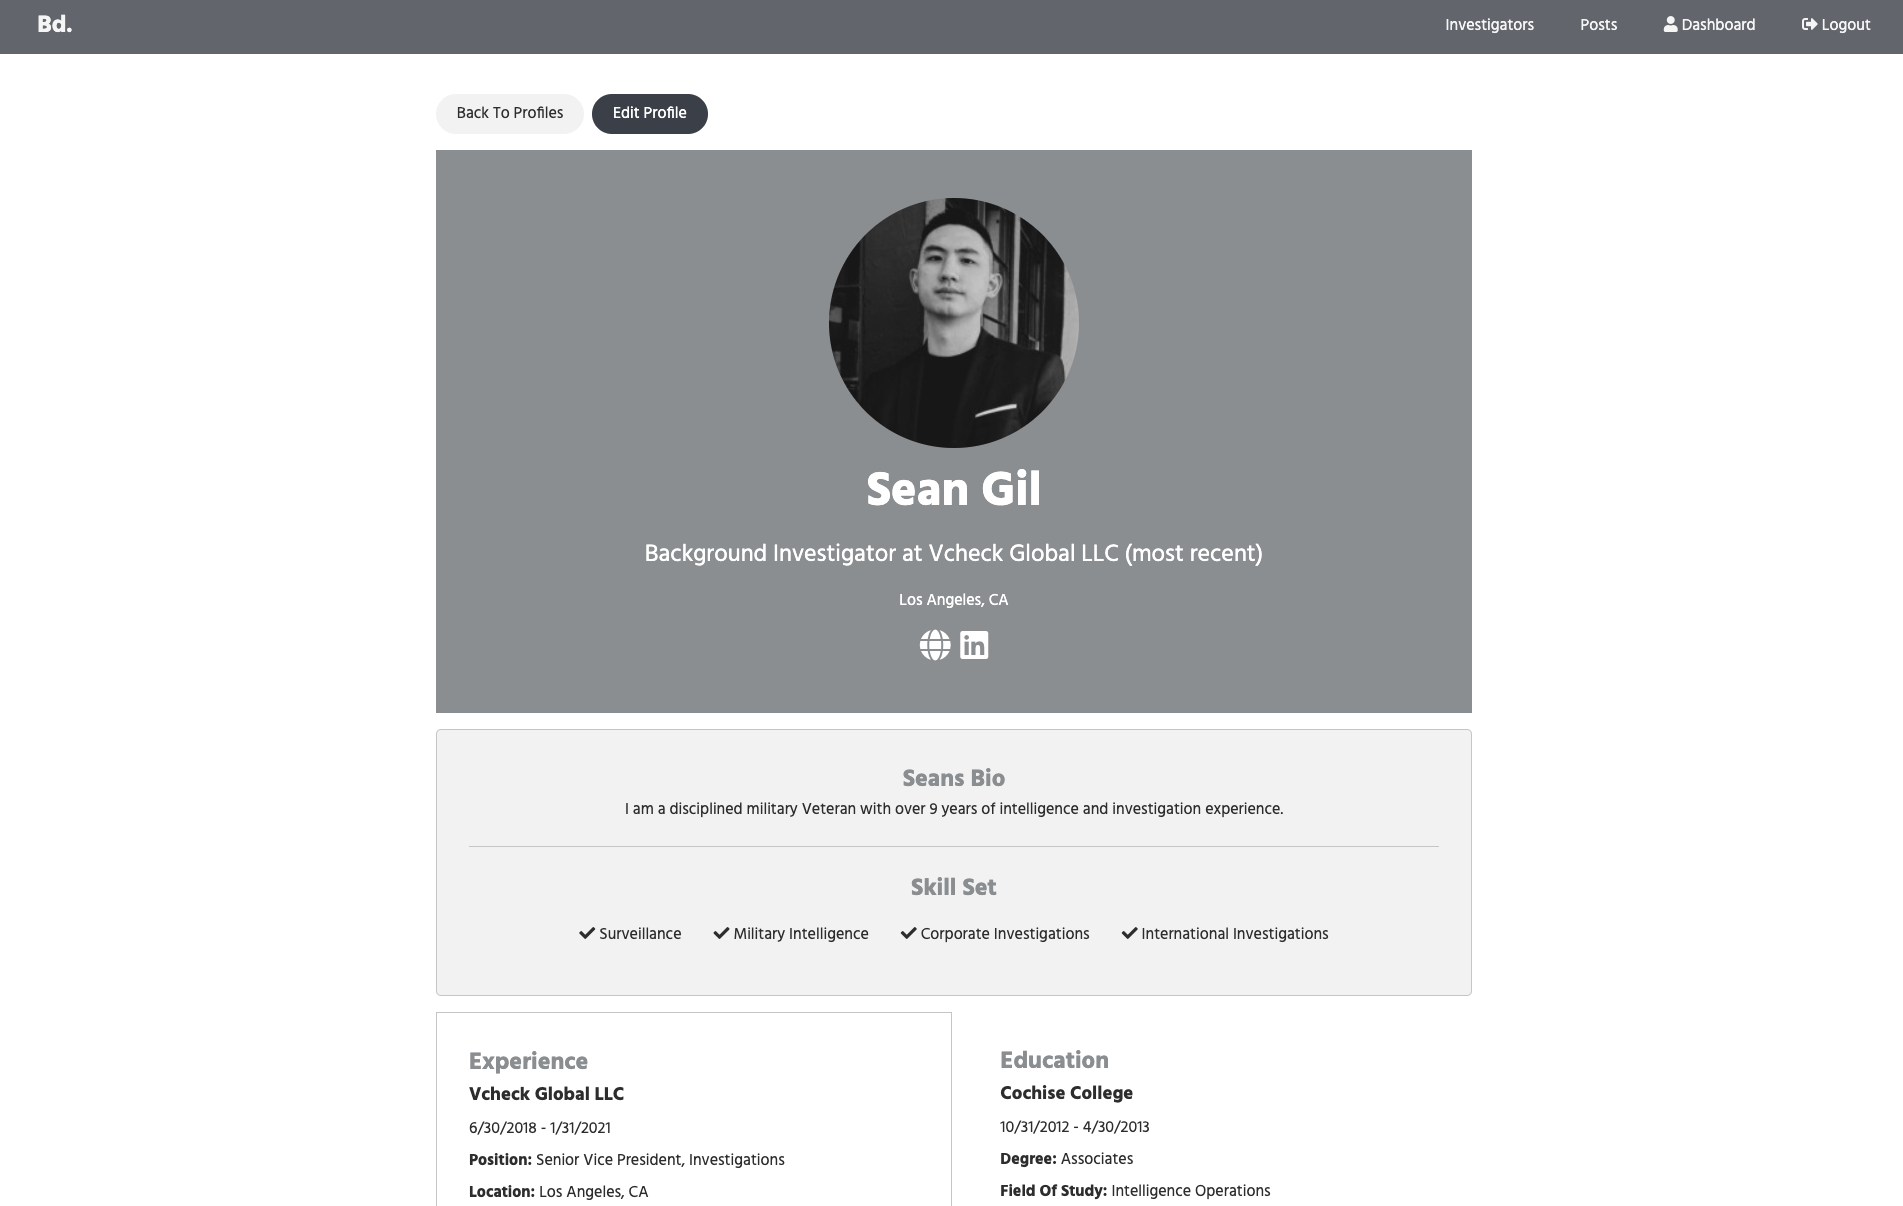 Bd.
Investigators
Posts
Dashboard
Logout
Back To Profiles
Edit Profile
Sean Gil
Background Investigator at Vcheck Global LLC (most recent)
Los Angeles, CA
in
Seans Bio
I am a disciplined military Veteran with over 9 years of intelligence and investigation experience.
Skill Set
Surveillance
Military Intelligence
Corporate Investigations
International Investigations
Experience
Vcheck Global LLC
6/30/2018 - 1/31/2021
Position: Senior Vice President, Investigations
Location: Los Angeles, CA
Education
Cochise College
10/31/2012 - 4/30/2013
Degree: Associates
Field Of Study: Intelligence Operations